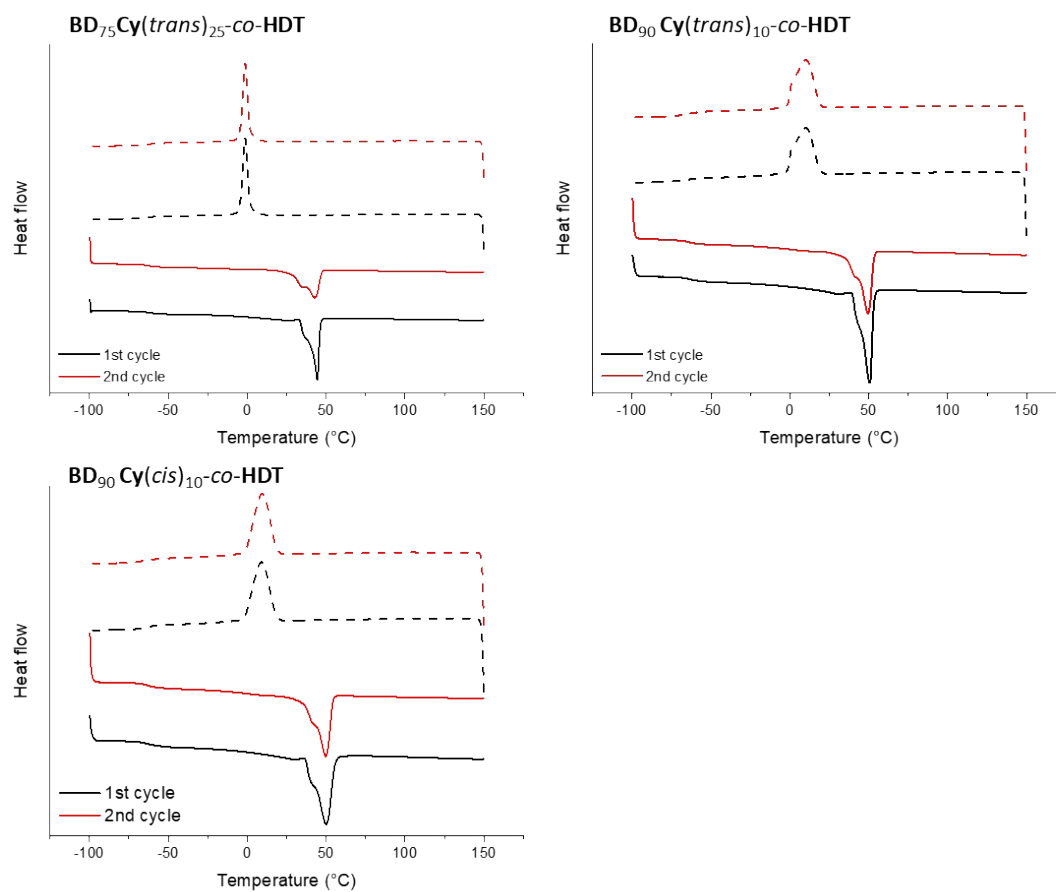 BD₇₅Cy(trans)₂₅-co-HDT
Heat flow
1st cycle
2nd cycle
-100 -50 0 50 100 150
Temperature (°C)
BD₉₀ Cy(trans)₁₀-co-HDT
Heat flow
1st cycle
2nd cycle
-100 -50 0 50 100 150
Temperature (°C)
BD₉₀ Cy(cis)₁₀-co-HDT
Heat flow
1st cycle
2nd cycle
-100 -50 0 50 100 150
Temperature (°C)